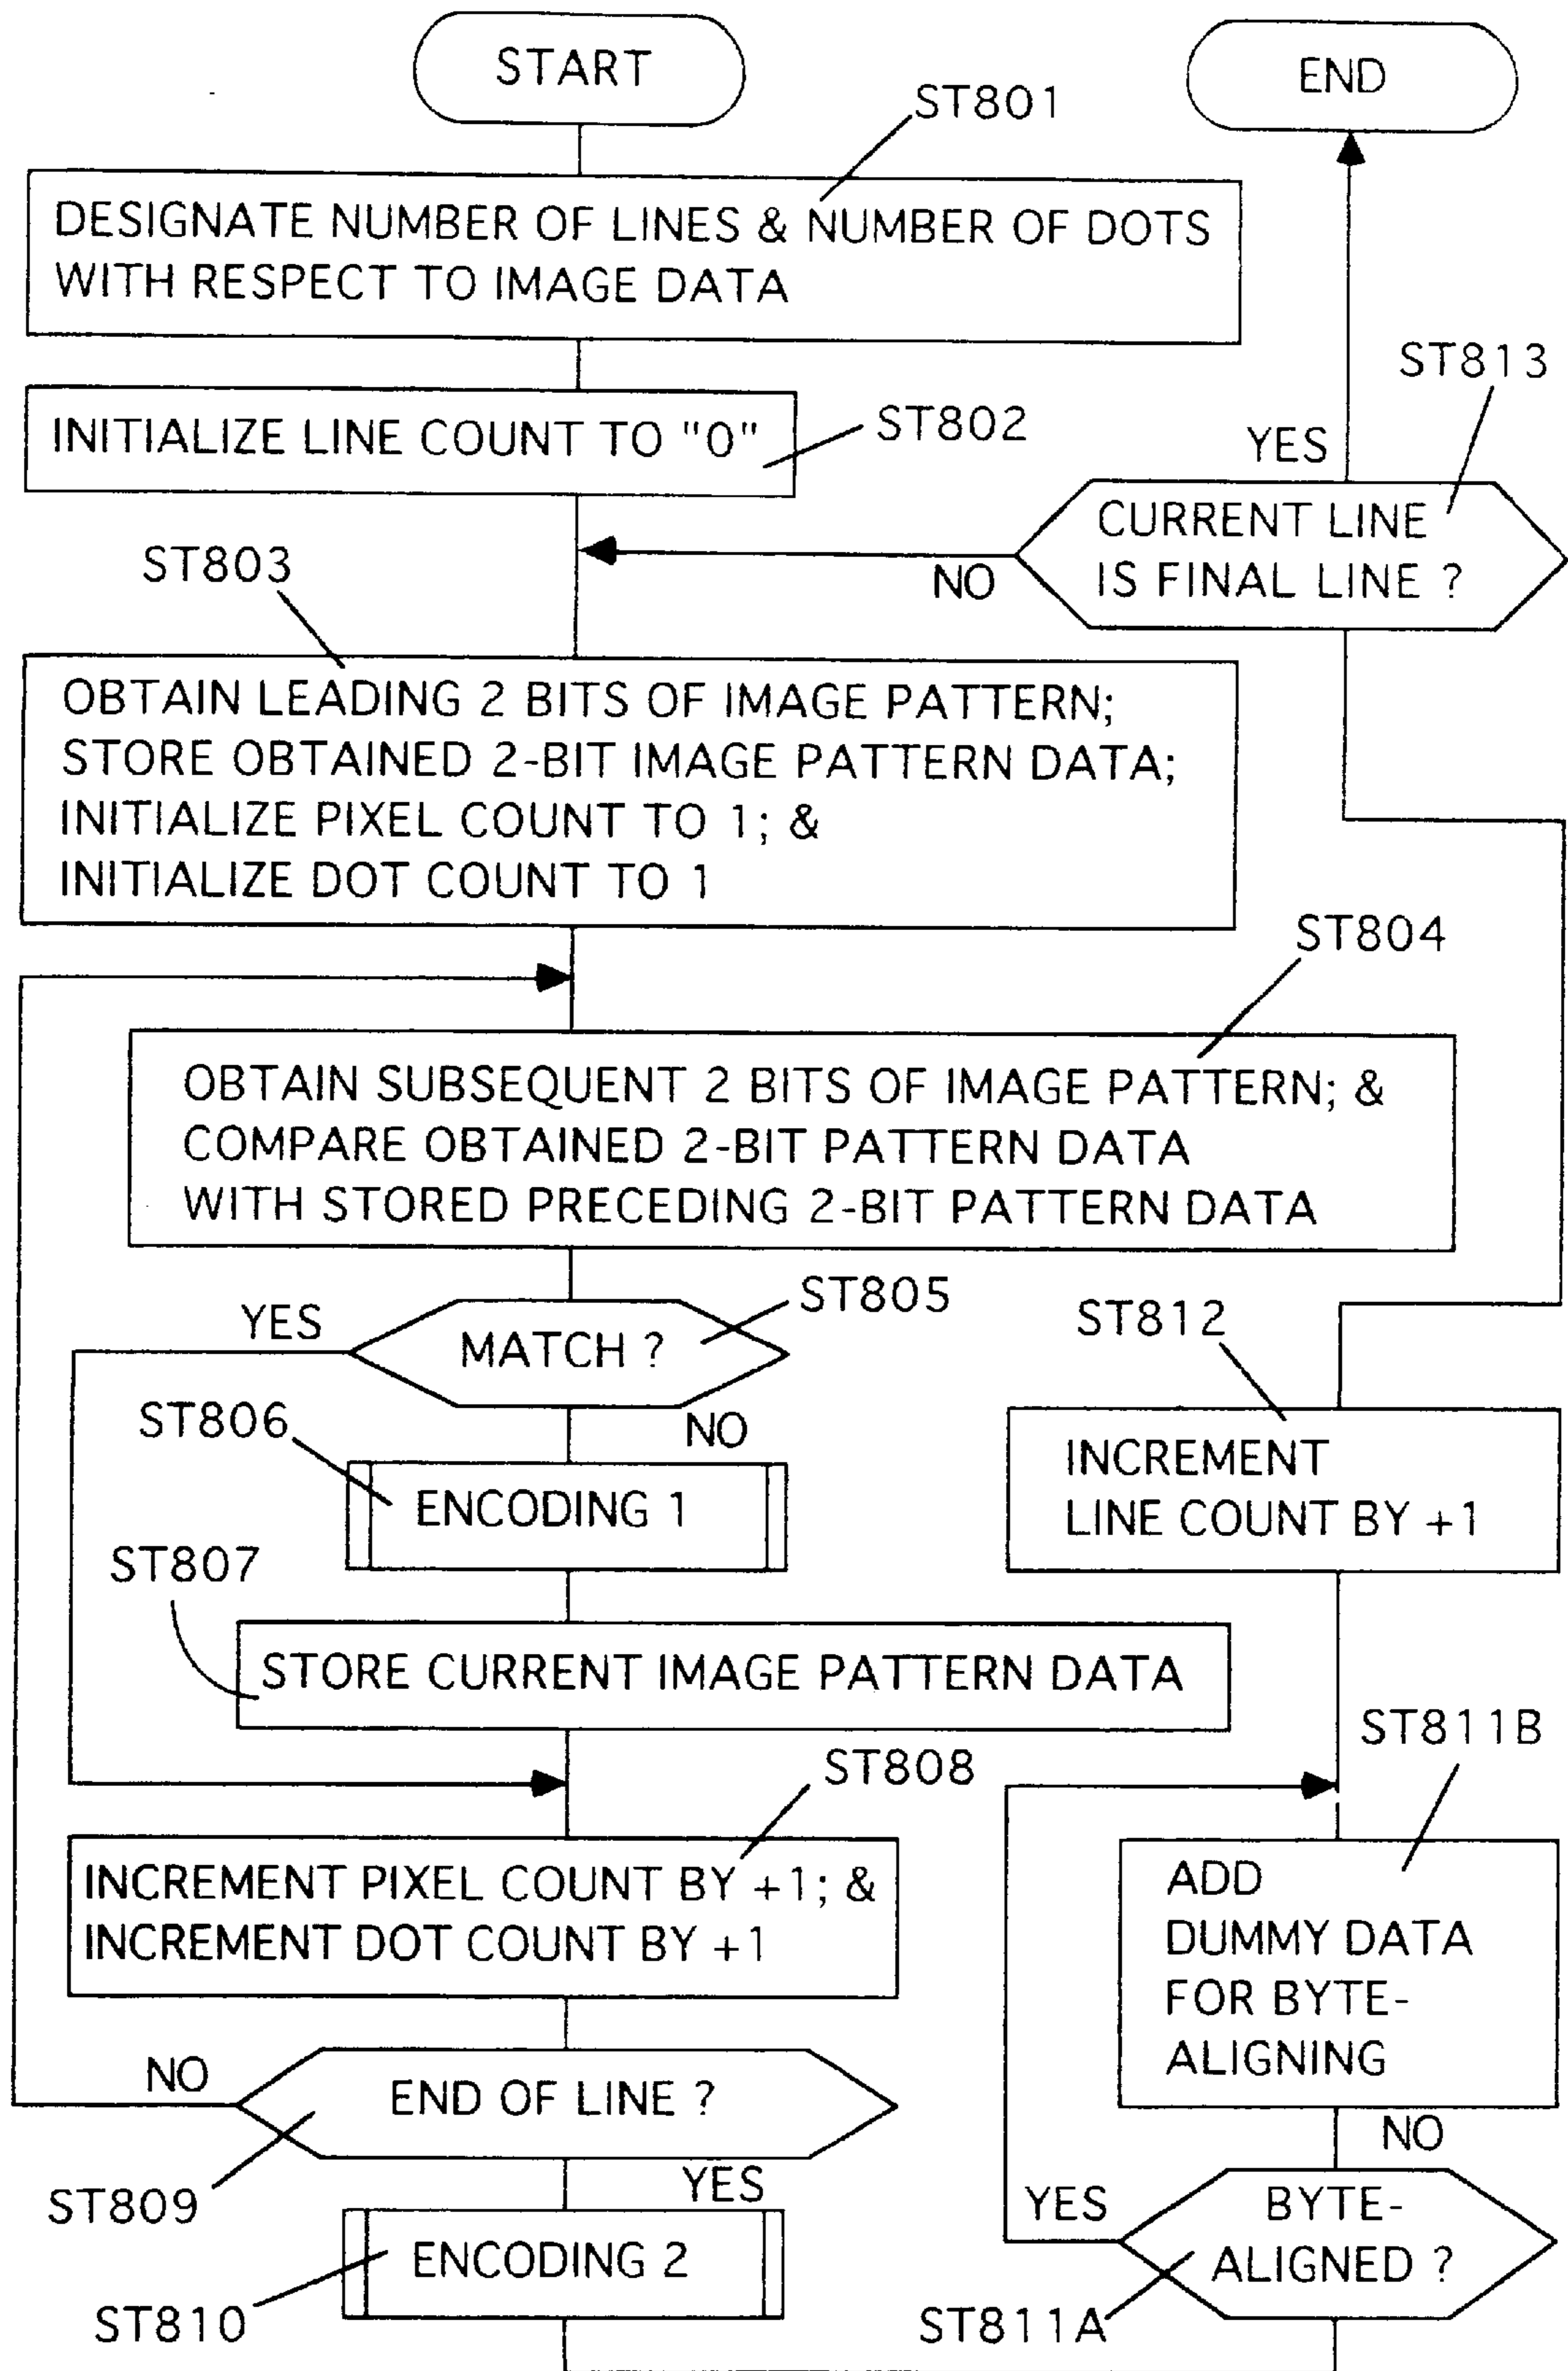 START
END
ST801
DESIGNATE NUMBER OF LINES & NUMBER OF DOTS
WITH RESPECT TO IMAGE DATA
ST813
INITIALIZE LINE COUNT TO "0"
ST802
YES
CURRENT LINE
IS FINAL LINE ?
NO
ST803
OBTAIN LEADING 2 BITS OF IMAGE PATTERN;
STORE OBTAINED 2-BIT IMAGE PATTERN DATA;
INITIALIZE PIXEL COUNT TO 1; &
INITIALIZE DOT COUNT TO 1
ST804
OBTAIN SUBSEQUENT 2 BITS OF IMAGE PATTERN; &
COMPARE OBTAINED 2-BIT PATTERN DATA
WITH STORED PRECEDING 2-BIT PATTERN DATA
ST805
YES
MATCH ?
NO
ST812
ST806
ENCODING 1
INCREMENT
LINE COUNT BY +1
ST807
STORE CURRENT IMAGE PATTERN DATA
ST811B
ST808
INCREMENT PIXEL COUNT BY +1; &
INCREMENT DOT COUNT BY +1
ADD
DUMMY DATA
FOR BYTE-
ALIGNING
NO
END OF LINE ?
NO
ST809
YES
YES
BYTE-
ALIGNED ?
ENCODING 2
ST810
ST811A